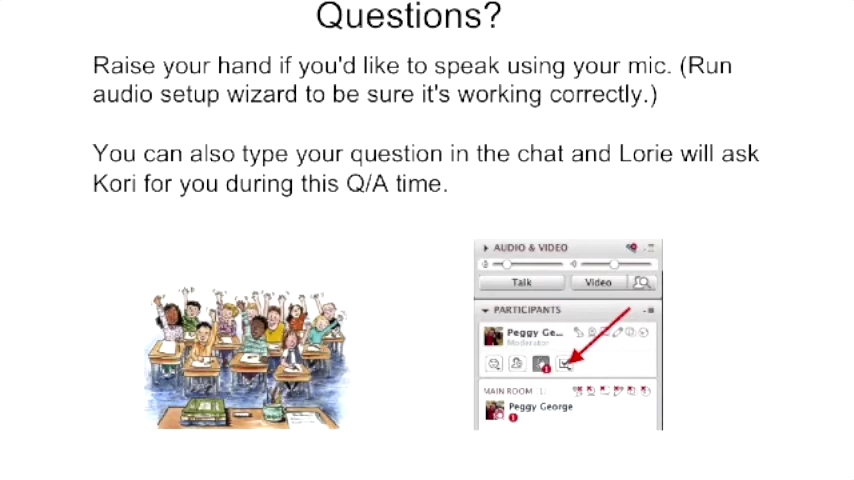 Questions?
Raise your hand if you'd like to speak using your mic. (Run
audio setup wizard to be sure it's working correctly.)
You can also type your question in the chat and Lorie will ask
Kori for you during this Q/A time.
AUDIO & VIDEO
Talk Video
PARTICIPANTS
Peggy Ge...
Moderator
1
MAIN ROOM
Peggy George
1